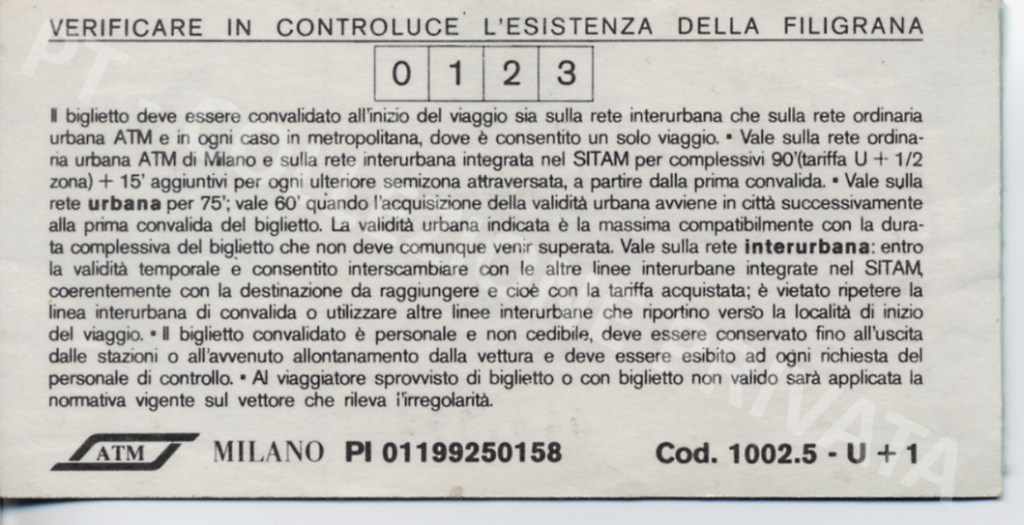 VERIFICARE IN CONTROLUCE L'ESISTENZA DELLA FILIGRANA
0 1 2 3
Il biglietto deve essere convalidato all'inizio del viaggio sia sulla rete interurbana che sulla rete ordinaria
urbana ATM e in ogni caso in metropolitana, dove è consentito un solo viaggio. • Vale sulla rete ordina-
ria urbana ATM di Milano e sulla rete interurbana integrata nel SITAM per complessivi 90'(tariffa U + 1/2
zona) + 15' aggiuntivi per ogni ulteriore semizona attraversata, a partire dalla prima convalida. • Vale sulla
rete urbana per 75'; vale 60' quando l'acquisizione della validità urbana avviene in città successivamente
alla prima convalida del biglietto. La validità urbana indicata è la massima compatibilmente con la dura-
ta complessiva del biglietto che non deve comunque venir superata. Vale sulla rete interurbana: entro
la validità temporale è consentito interscambiare con le altre linee interurbane integrate nel SITAM,
coerentemente con la destinazione da raggiungere e cioè con la tariffa acquistata; è vietato ripetere la
linea interurbana di convalida o utilizzare altre linee interurbane che riportino verso la località di inizio
del viaggio. • Il biglietto convalidato è personale e non cedibile, deve essere conservato fino all'uscita
dalle stazioni o all'avvenuto allontanamento dalla vettura e deve essere esibito ad ogni richiesta del
personale di controllo. • Al viaggiatore sprovvisto di biglietto o con biglietto non valido sarà applicata la
normativa vigente sul vettore che rileva l'irregolarità.
ATM MILANO PI 01199250158 Cod. 1002.5 - U + 1